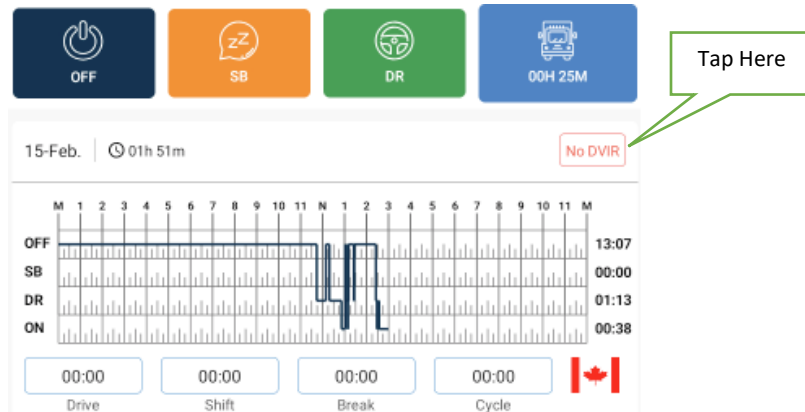 zZ
OFF
SB
DR
00H 25M
Tap Here
15-Feb. 01h 51m
No DVIR
M 1 2 3 4 5 6 7 8 9 10 11 N 1 2 3 4 5 6 7 8 9 10 11 M
OFF 13:07
SB 00:00
DR 01:13
ON 00:38
00:00 00:00 00:00 00:00
Drive Shift Break Cycle